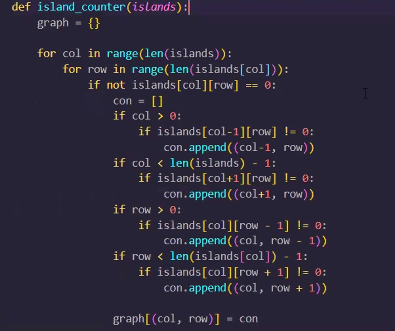 def island_counter(islands):
    graph = {}

    for col in range(len(islands)):
        for row in range(len(islands[col])):
            if not islands[col][row] == 0:
                con = []
                if col > 0:
                    if islands[col-1][row] != 0:
                        con.append((col-1, row))
                if col < len(islands) - 1:
                    if islands[col+1][row] != 0:
                        con.append((col+1, row))
                if row > 0:
                    if islands[col][row - 1] != 0:
                        con.append((col, row - 1))
                if row < len(islands[col]) - 1:
                    if islands[col][row + 1] != 0:
                        con.append((col, row + 1))

                graph[(col, row)] = con